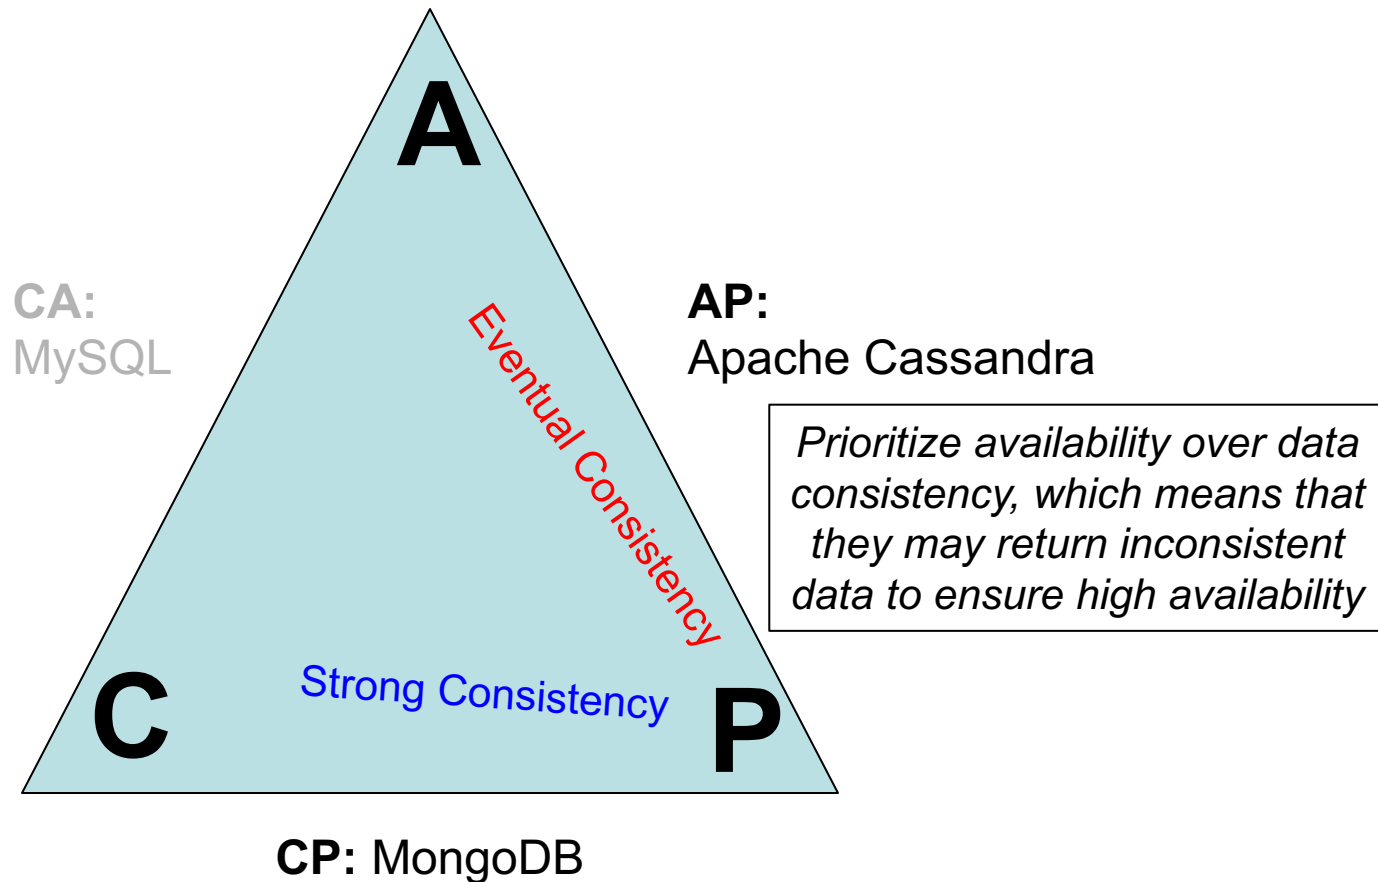 A
CA:
MySQL
AP:
Apache Cassandra
Eventual Consistency
Prioritize availability over data
consistency, which means that
they may return inconsistent
data to ensure high availability
Strong Consistency
C
P
CP: MongoDB